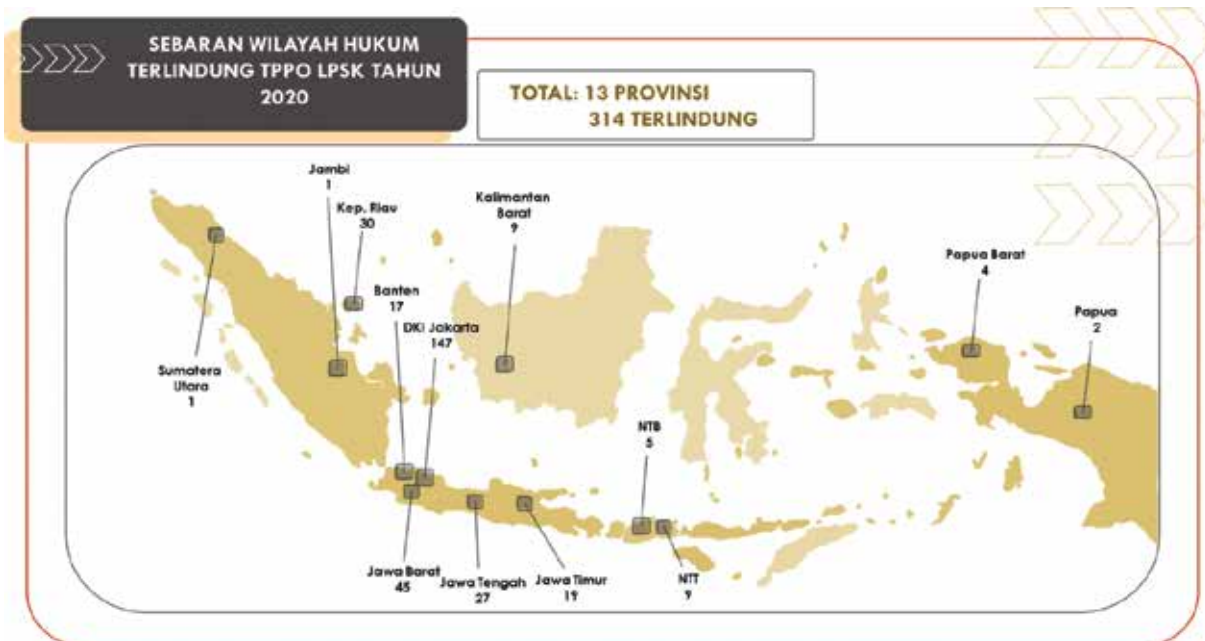 SEBARAN WILAYAH HUKUM
TERLINDUNG TPPO LPSK TAHUN
2020
TOTAL: 13 PROVINSI
314 TERLINDUNG
Jambi
1
Kep. Riau
30
Kalimantan
Barat
9
Banten
17
DKI Jakarta
147
Papua Barat
4
Papua
2
Sumatera
Utara
1
NTB
5
Jawa Barat
45
Jawa Tengah
27
Jawa Timur
19
NTT
9